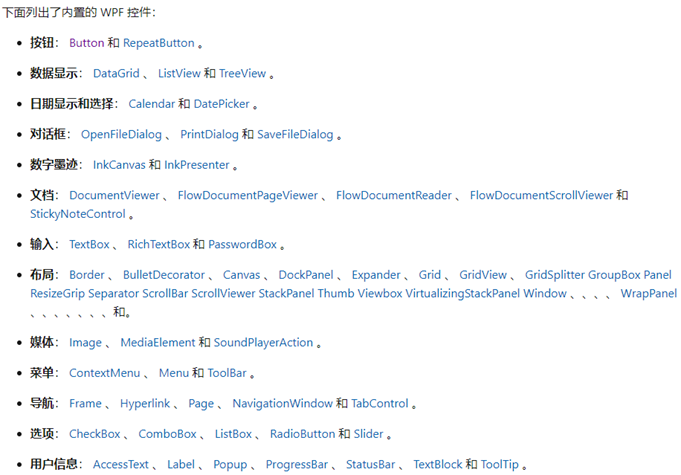 下面列出了内置的 WPF 控件：
• 按钮： Button 和 RepeatButton 。
• 数据显示： DataGrid 、 ListView 和 TreeView 。
• 日期显示和选择： Calendar 和 DatePicker 。
• 对话框： OpenFileDialog 、 PrintDialog 和 SaveFileDialog 。
• 数字墨迹： InkCanvas 和 InkPresenter 。
• 文档： DocumentViewer 、 FlowDocumentPageViewer 、 FlowDocumentReader 、 FlowDocumentScrollViewer 和
StickyNoteControl 。
• 输入： TextBox 、 RichTextBox 和 PasswordBox 。
• 布局： Border 、 BulletDecorator 、 Canvas 、 DockPanel 、 Expander 、 Grid 、 GridView 、 GridSplitter GroupBox Panel
ResizeGrip Separator ScrollBar ScrollViewer StackPanel Thumb Viewbox VirtualizingStackPanel Window 、、、、 WrapPanel
、、、、、、、和。
• 媒体： Image 、 MediaElement 和 SoundPlayerAction 。
• 菜单： ContextMenu 、 Menu 和 ToolBar 。
• 导航： Frame 、 Hyperlink 、 Page 、 NavigationWindow 和 TabControl 。
• 选项： CheckBox 、 ComboBox 、 ListBox 、 RadioButton 和 Slider 。
• 用户信息： AccessText 、 Label 、 Popup 、 ProgressBar 、 StatusBar 、 TextBlock 和 ToolTip 。